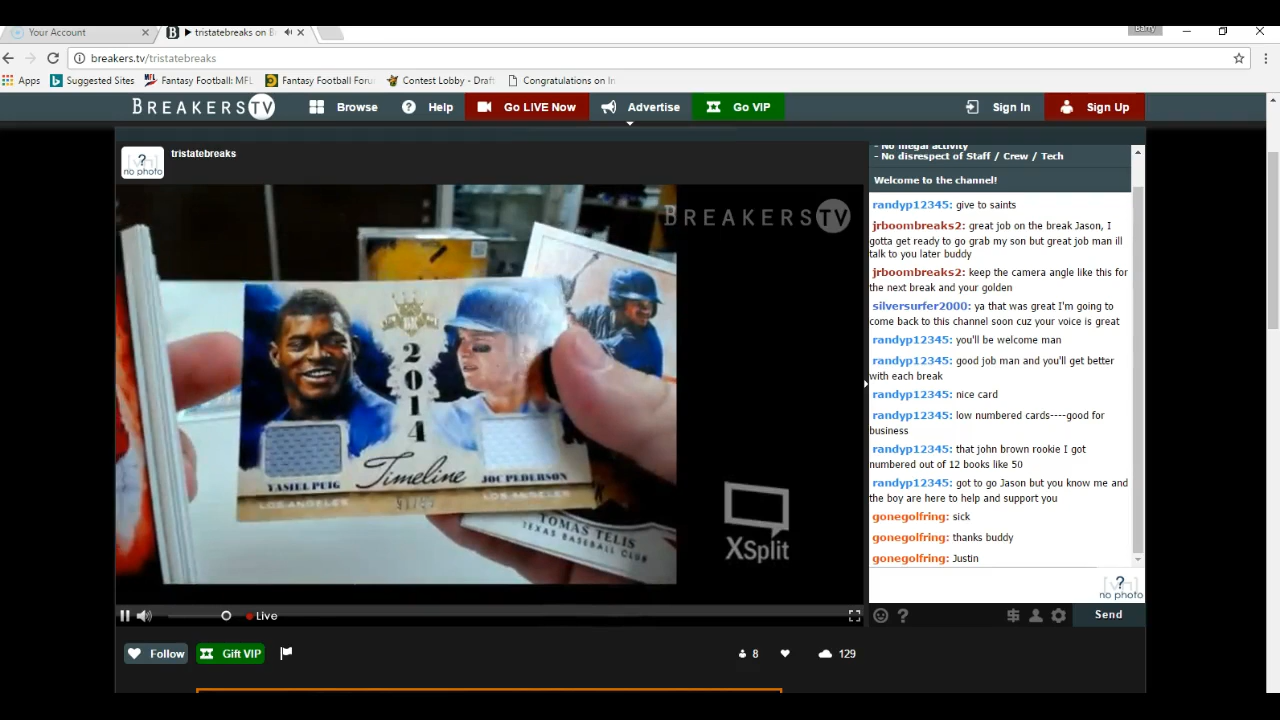 Your Account
tristatebreaks on B
Barry
breakers.tv/tristatebreaks
Apps
Suggested Sites
Fantasy Football: MFL
Fantasy Football Foru
Contest Lobby - Draft
Congratulations on In
BREAKERS TV
Browse
Help
Go LIVE Now
Advertise
Go VIP
Sign In
Sign Up
tristatebreaks
? no photo
BREAKERS TV
2014
Timeline
YASIEL PUIG
LOS ANGELES
JOC PEDERSON
LOS ANGELES
TOMAS TELIS
TEXAS BASEBALL CLUB
XSplit
- No illegal activity
- No disrespect of Staff / Crew / Tech
Welcome to the channel!
randyp12345: give to saints
jrboombreaks2: great job on the break Jason, I
gotta get ready to go grab my son but great job man ill
talk to you later buddy
jrboombreaks2: keep the camera angle like this for
the next break and your golden
silversurfer2000: ya that was great I'm going to
come back to this channel soon cuz your voice is great
randyp12345: you'll be welcome man
randyp12345: good job man and you'll get better
with each break
randyp12345: nice card
randyp12345: low numbered cards----good for
business
randyp12345: that john brown rookie I got
numbered out of 12 books like 50
randyp12345: got to go Jason but you know me and
the boy are here to help and support you
gonegolfring: sick
gonegolfring: thanks buddy
gonegolfring: Justin
? no photo
Live
Send
Follow
Gift VIP
8
129